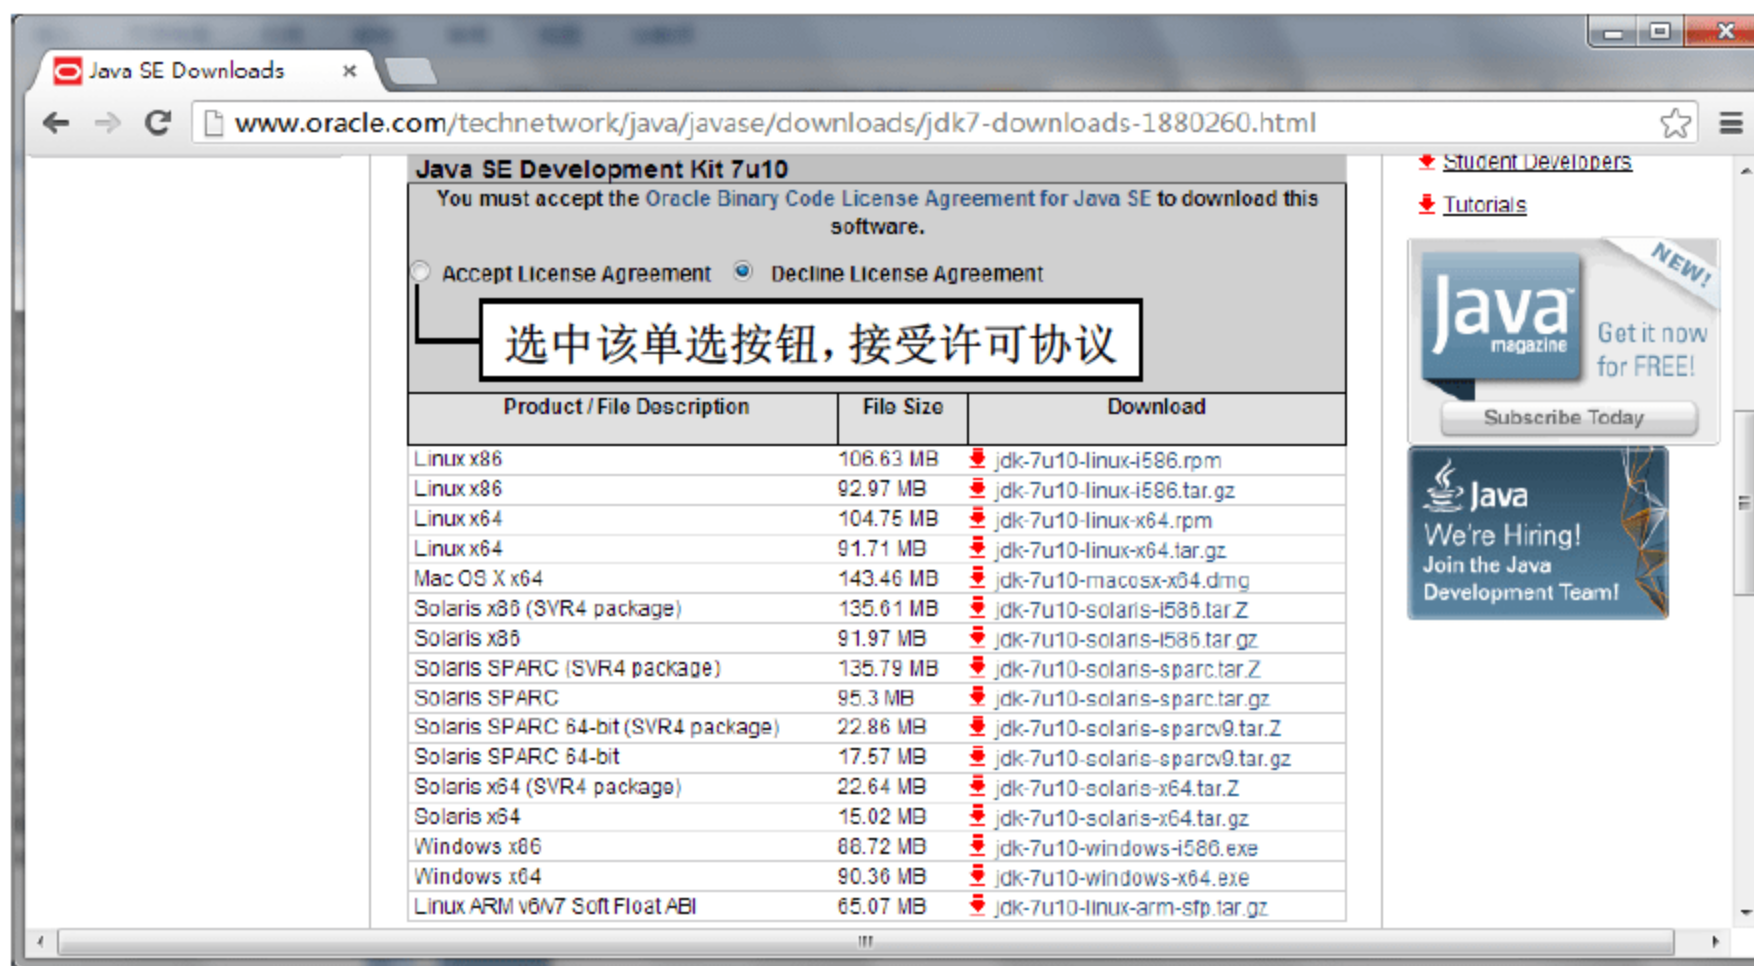 Java SE Downloads
www.oracle.com/technetwork/java/javase/downloads/jdk7-downloads-1880260.html
Java SE Development Kit 7u10
You must accept the Oracle Binary Code License Agreement for Java SE to download this
software.
Accept License Agreement Decline License Agreement
选中该单选按钮，接受许可协议
Product / File Description File Size Download
Linux x86 106.63 MB jdk-7u10-linux-i586.rpm
Linux x86 92.97 MB jdk-7u10-linux-i586.tar.gz
Linux x64 104.75 MB jdk-7u10-linux-x64.rpm
Linux x64 91.71 MB jdk-7u10-linux-x64.tar.gz
Mac OS X x64 143.46 MB jdk-7u10-macosx-x64.dmg
Solaris x86 (SVR4 package) 135.61 MB jdk-7u10-solaris-i586.tar.Z
Solaris x86 91.97 MB jdk-7u10-solaris-i586.tar.gz
Solaris SPARC (SVR4 package) 135.79 MB jdk-7u10-solaris-sparc.tar.Z
Solaris SPARC 95.3 MB jdk-7u10-solaris-sparc.tar.gz
Solaris SPARC 64-bit (SVR4 package) 22.86 MB jdk-7u10-solaris-sparcv9.tar.Z
Solaris SPARC 64-bit 17.57 MB jdk-7u10-solaris-sparcv9.tar.gz
Solaris x64 (SVR4 package) 22.64 MB jdk-7u10-solaris-x64.tar.Z
Solaris x64 15.02 MB jdk-7u10-solaris-x64.tar.gz
Windows x86 88.72 MB jdk-7u10-windows-i586.exe
Windows x64 90.36 MB jdk-7u10-windows-x64.exe
Linux ARM v6/v7 Soft Float ABI 65.07 MB jdk-7u10-linux-arm-sfp.tar.gz
Student Developers
Tutorials
NEW!
Java™
magazine
Get it now
for FREE!
Subscribe Today
Java
We're Hiring!
Join the Java
Development Team!